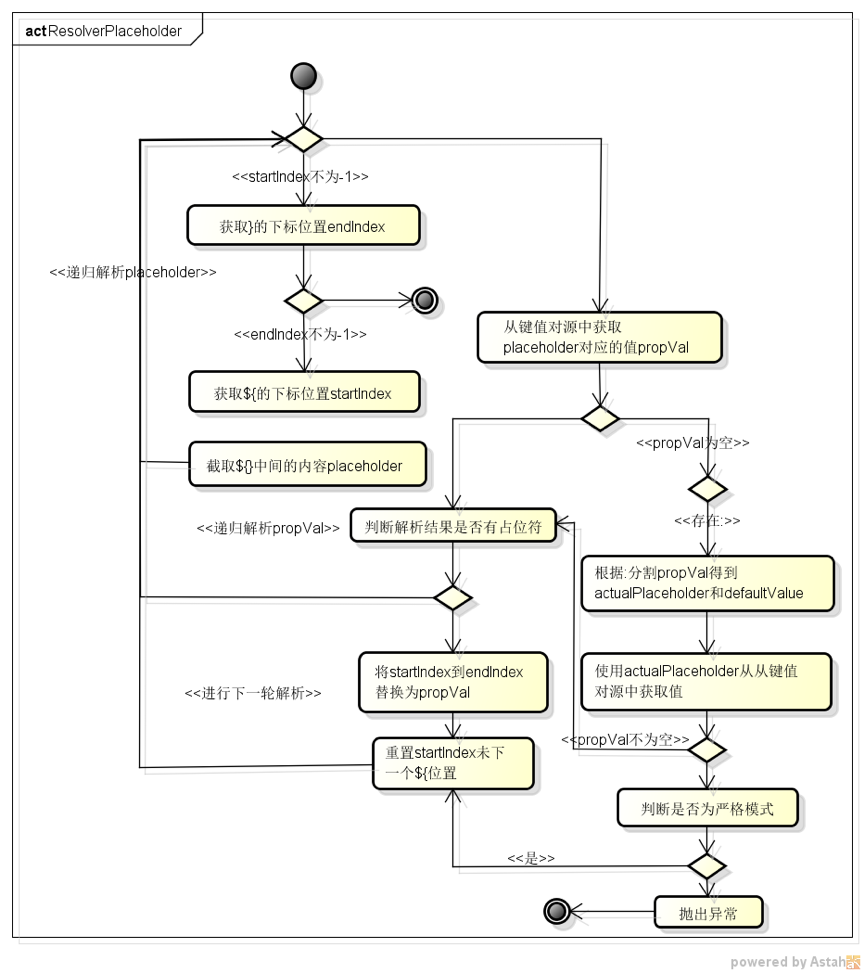 act ResolverPlaceholder
<<startIndex不为-1>>
获取}的下标位置endIndex
<<递归解析placeholder>>
<<endIndex不为-1>>
从键值对源中获取
placeholder对应的值propVal
获取${的下标位置startIndex
<<propVal为空>>
截取${}中间的内容placeholder
<<存在:>>
<<递归解析propVal>>
判断解析结果是否有占位符
根据:分割propVal得到
actualPlaceholder和defaultValue
将startIndex到endIndex
替换为propVal
使用actualPlaceholder从从键值
对源中获取值
<<进行下一轮解析>>
<<propVal不为空>>
重置startIndex未下
一个${位置
判断是否为严格模式
<<是>>
抛出异常
powered by Astah